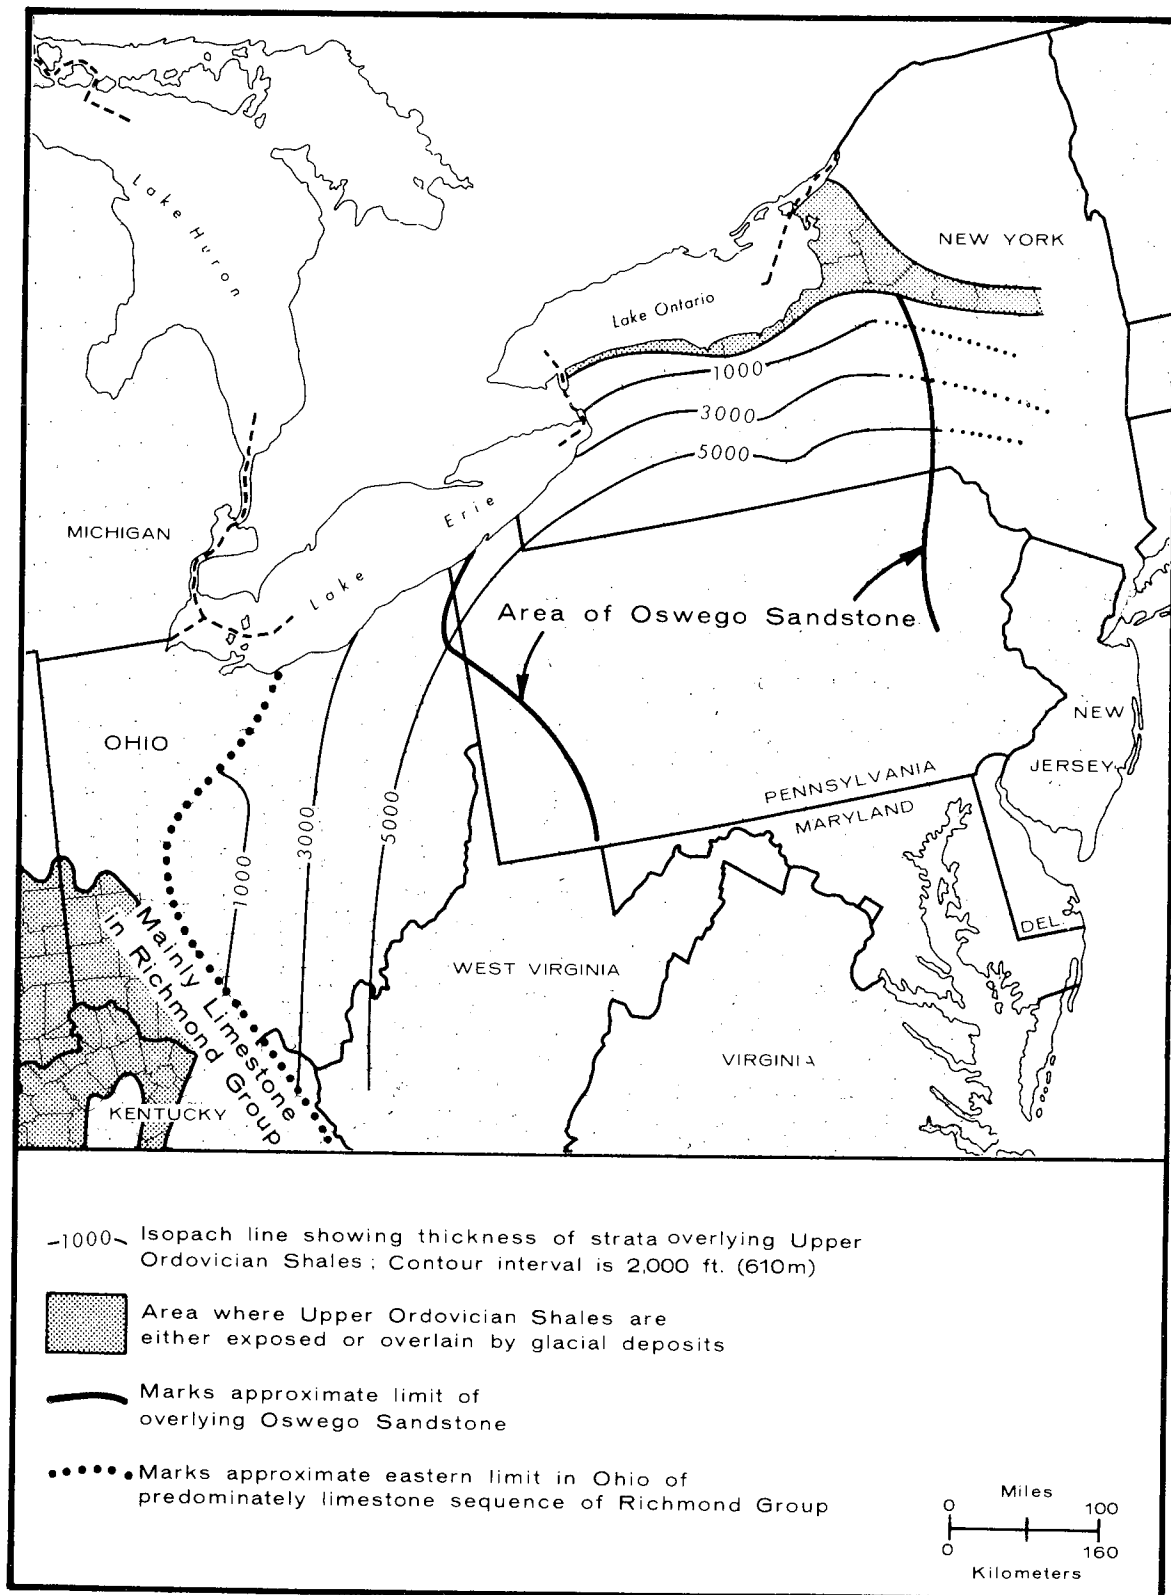 Lake Huron
NEW YORK
Lake Ontario
1000
3000
5000
MICHIGAN
Lake Erie
Area of Oswego Sandstone
OHIO
NEW
JERSEY
PENNSYLVANIA
MARYLAND
1000
3000
5000
DEL.
Mainly Limestone
in Richmond Group
WEST VIRGINIA
VIRGINIA
KENTUCKY
-1000- Isopach line showing thickness of strata overlying Upper
Ordovician Shales; Contour interval is 2,000 ft. (610m)
Area where Upper Ordovician Shales are
either exposed or overlain by glacial deposits
Marks approximate limit of
overlying Oswego Sandstone
Marks approximate eastern limit in Ohio of
predominately limestone sequence of Richmond Group
Miles
0 100
0 160
Kilometers